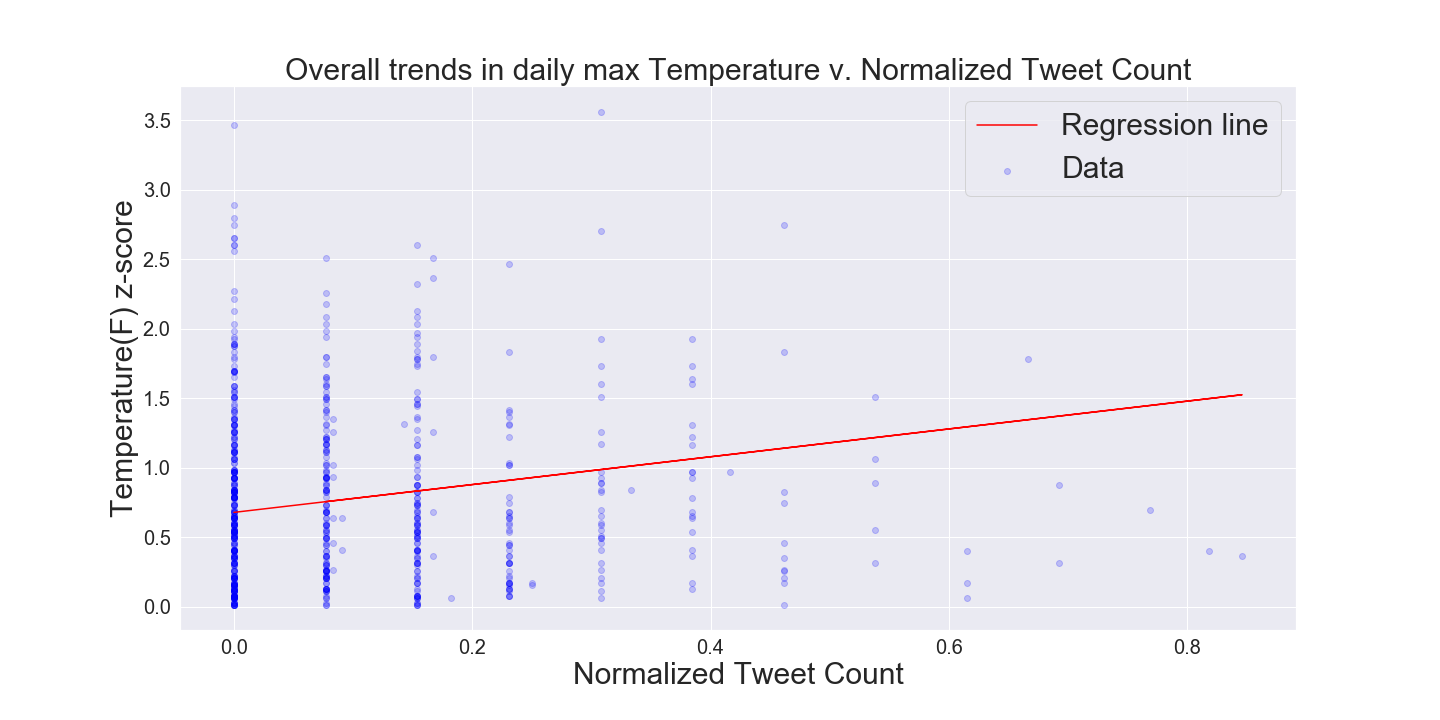 Overall trends in daily max Temperature v. Normalized Tweet Count
Regression line
Data
Temperature(F) z-score
3.5
3.0
2.5
2.0
1.5
1.0
0.5
0.0
0.0 0.2 0.4 0.6 0.8
Normalized Tweet Count